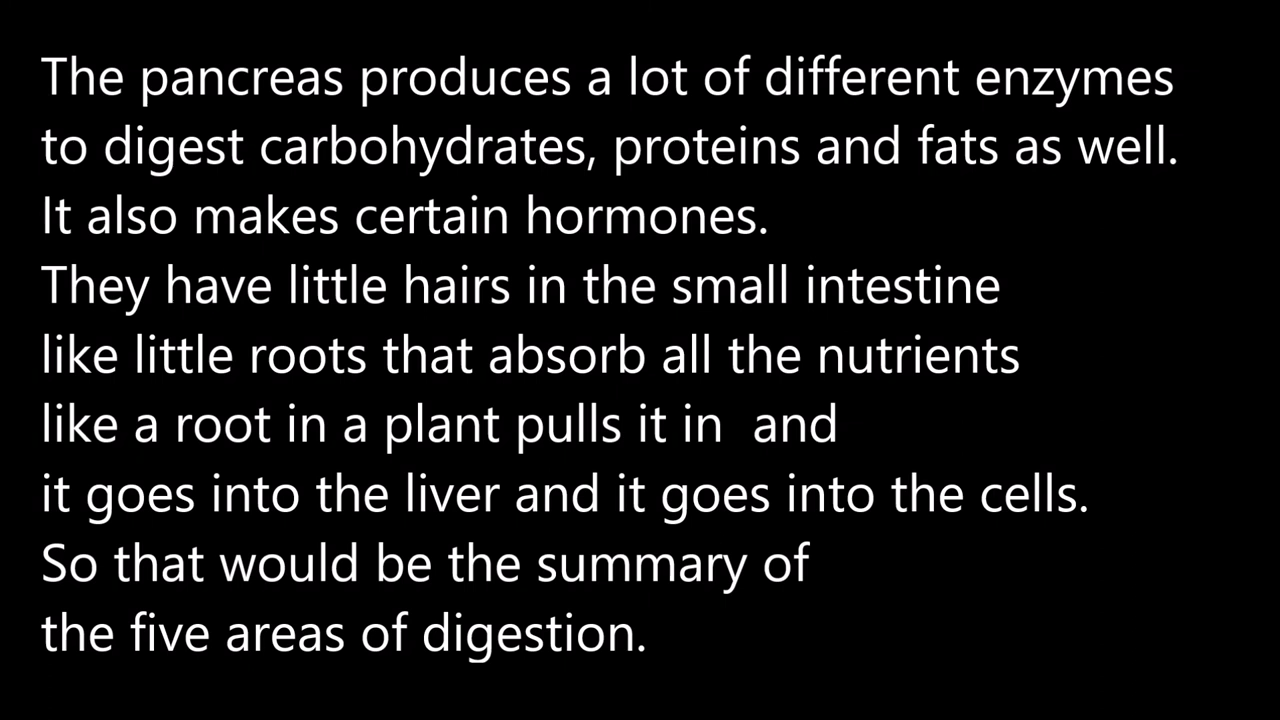 The pancreas produces a lot of different enzymes
to digest carbohydrates, proteins and fats as well.
It also makes certain hormones.
They have little hairs in the small intestine
like little roots that absorb all the nutrients
like a root in a plant pulls it in  and
it goes into the liver and it goes into the cells.
So that would be the summary of
the five areas of digestion.